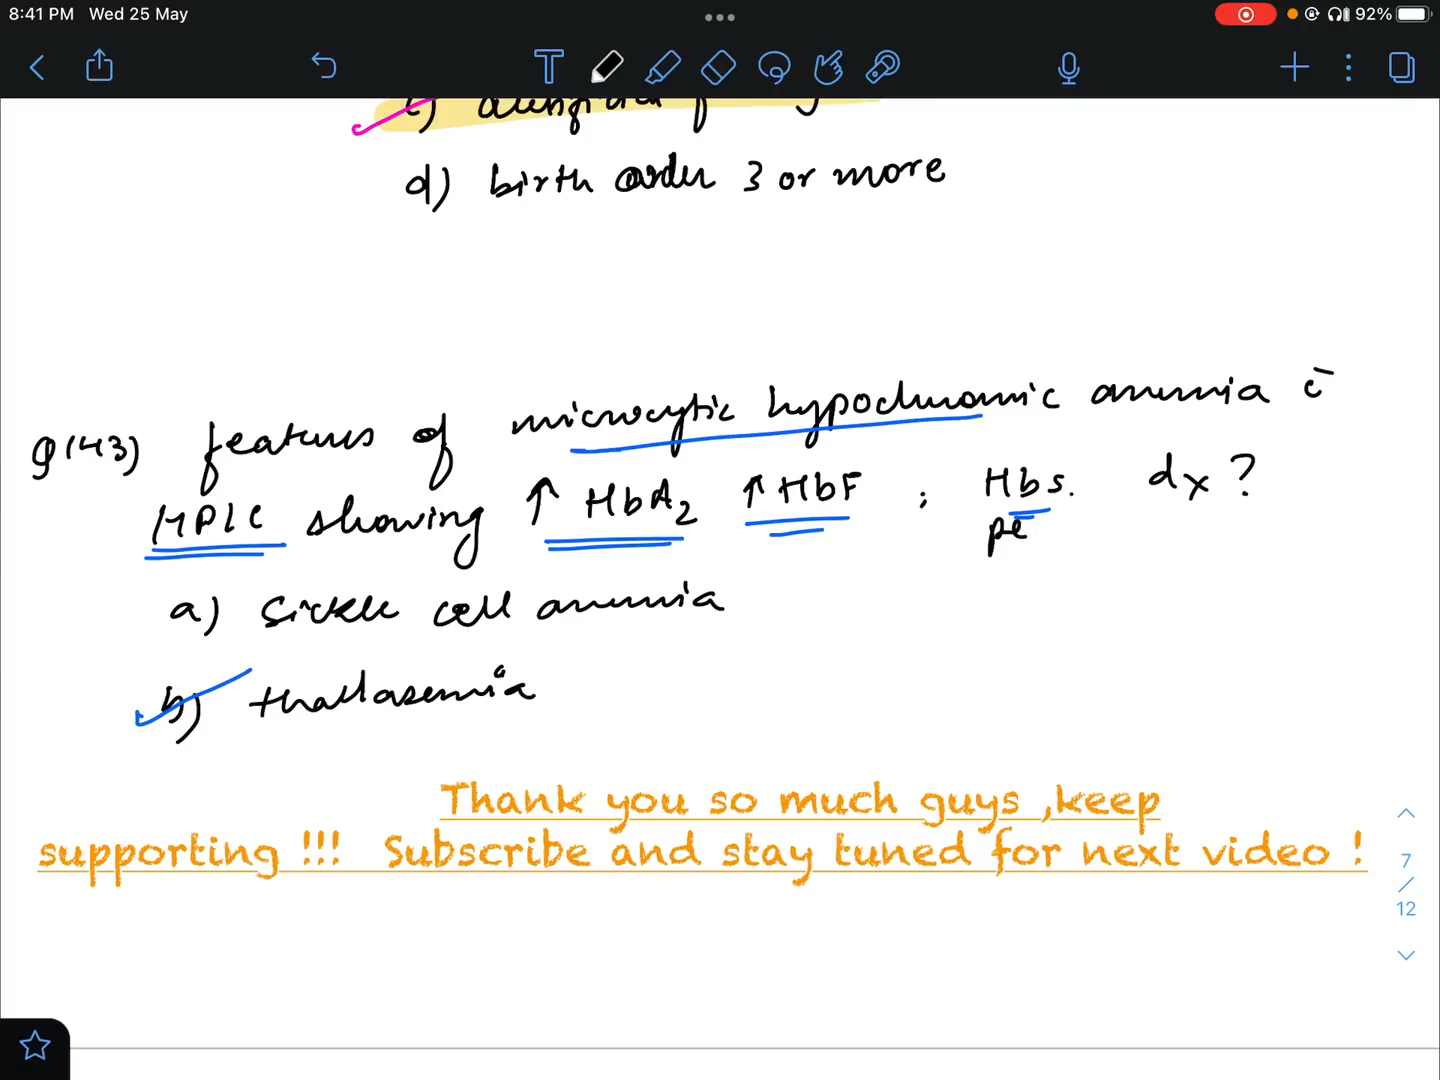 8:41 PM Wed 25 May
92%
d) birth order 3 or more
Q143) features of microcytic hypochromic anemia c̄
HPLC showing ↑ HbA2 ↑ HbF ; Hbs. dx ?
a) sickle cell anemia
b) thallasemia
Thank you so much guys ,keep
supporting !!! Subscribe and stay tuned for next video !
7
/
12